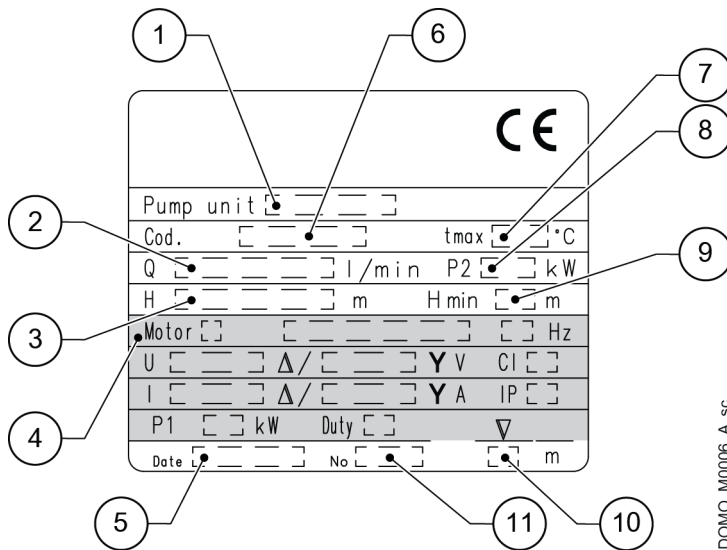 1 6 7
8
CE
Pump unit
2 Cod. tmax °C
Q l/min P2 kW
9
H m H min m
3 Motor Hz
U Δ/ Y V Cl
I Δ/ Y A IP
4 P1 kW Duty ∇
Date No m
5 11 10
DOMO_M0006_A_sc